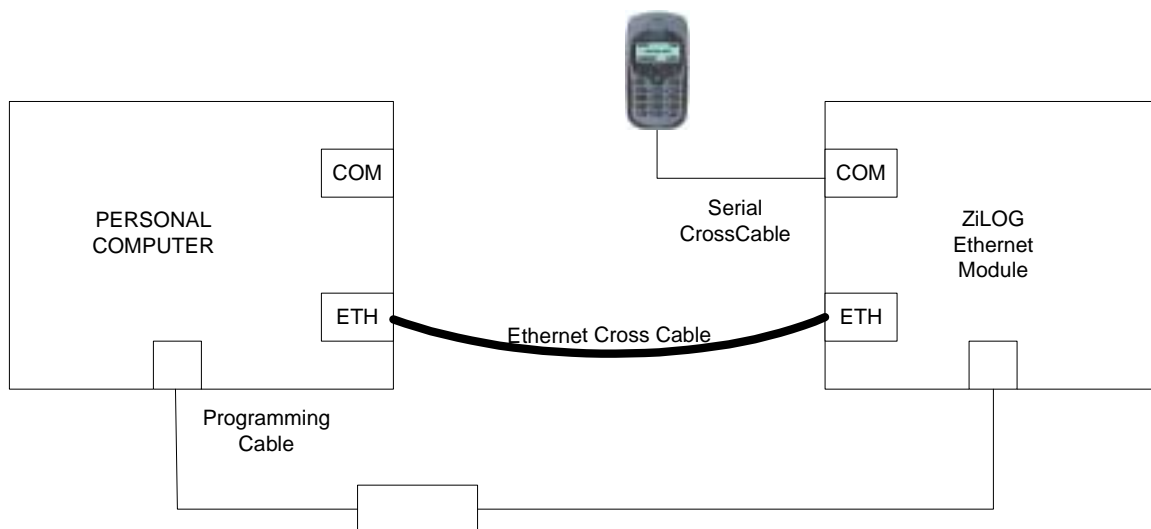 COM
COM
PERSONAL
COMPUTER
Serial
CrossCable
ZiLOG
Ethernet
Module
ETH
Ethernet Cross Cable
ETH
Programming
Cable